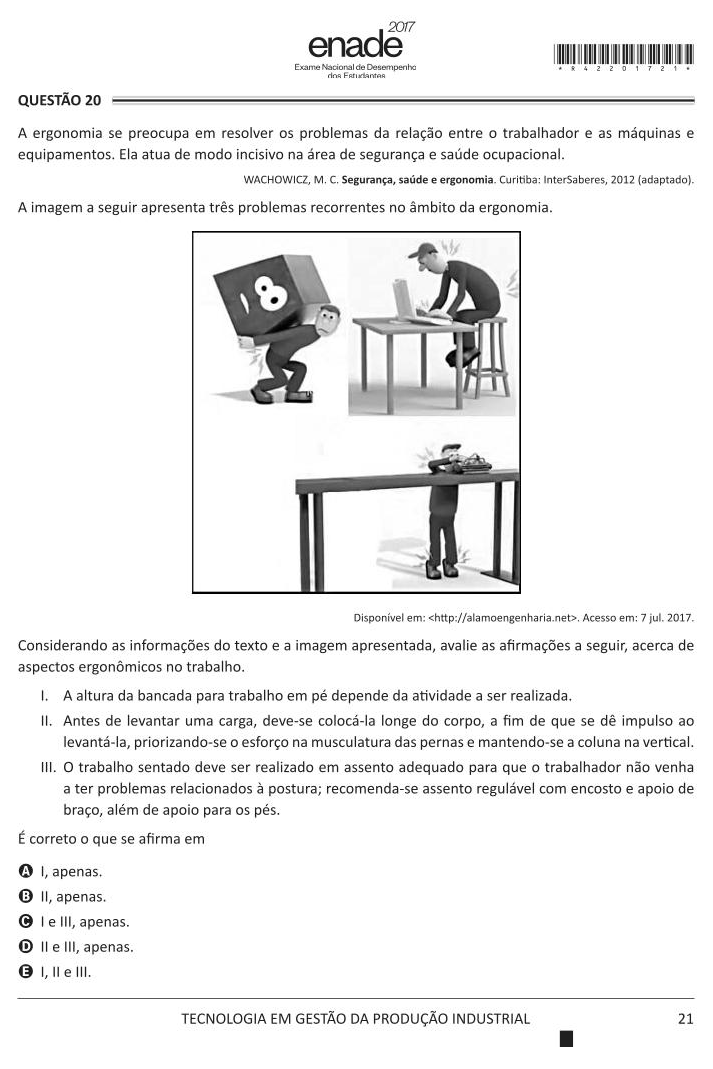 2017
enade
Exame Nacional de Desempenho
dos Estudantes
*R42201721*
QUESTÃO 20
A ergonomia se preocupa em resolver os problemas da relação entre o trabalhador e as máquinas e
equipamentos. Ela atua de modo incisivo na área de segurança e saúde ocupacional.
WACHOWICZ, M. C. Segurança, saúde e ergonomia. Curitiba: InterSaberes, 2012 (adaptado).
A imagem a seguir apresenta três problemas recorrentes no âmbito da ergonomia.
Disponível em: <http://alamoengenharia.net>. Acesso em: 7 jul. 2017.
Considerando as informações do texto e a imagem apresentada, avalie as afirmações a seguir, acerca de
aspectos ergonômicos no trabalho.
I. A altura da bancada para trabalho em pé depende da atividade a ser realizada.
II. Antes de levantar uma carga, deve-se colocá-la longe do corpo, a fim de que se dê impulso ao
levantá-la, priorizando-se o esforço na musculatura das pernas e mantendo-se a coluna na vertical.
III. O trabalho sentado deve ser realizado em assento adequado para que o trabalhador não venha
a ter problemas relacionados à postura; recomenda-se assento regulável com encosto e apoio de
braço, além de apoio para os pés.
É correto o que se afirma em
A I, apenas.
B II, apenas.
C I e III, apenas.
D II e III, apenas.
E I, II e III.
TECNOLOGIA EM GESTÃO DA PRODUÇÃO INDUSTRIAL 21